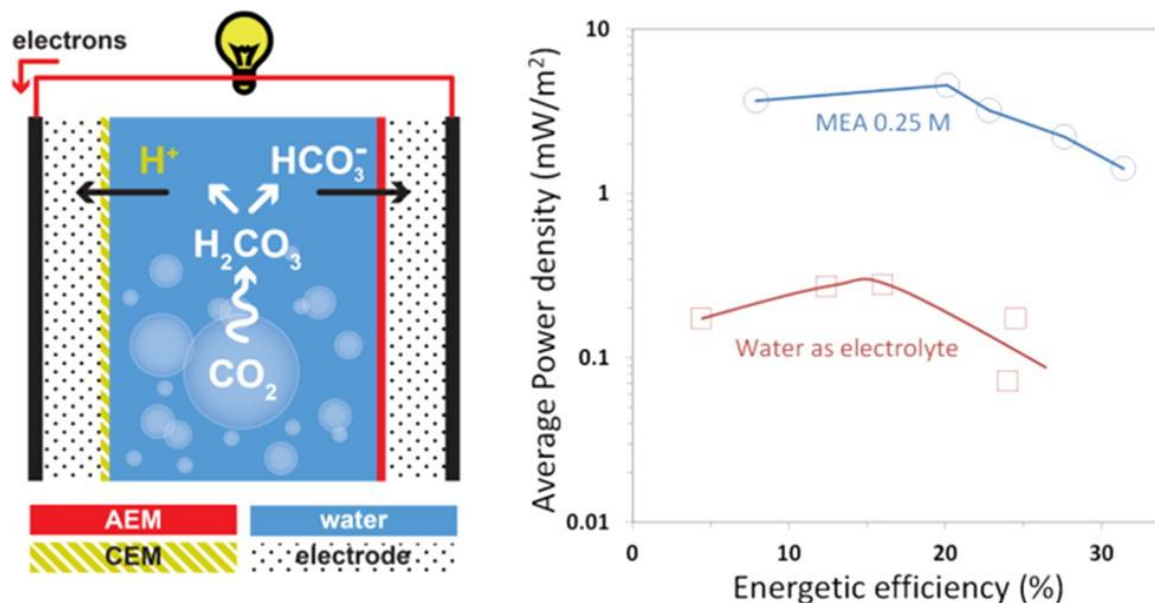 electrons
H⁺
HCO₃⁻
H₂CO₃
CO₂
AEM
water
CEM
electrode
Average Power density (mW/m²)
10
1
0.1
0.01
MEA 0.25 M
Water as electrolyte
0
10
20
30
Energetic efficiency (%)